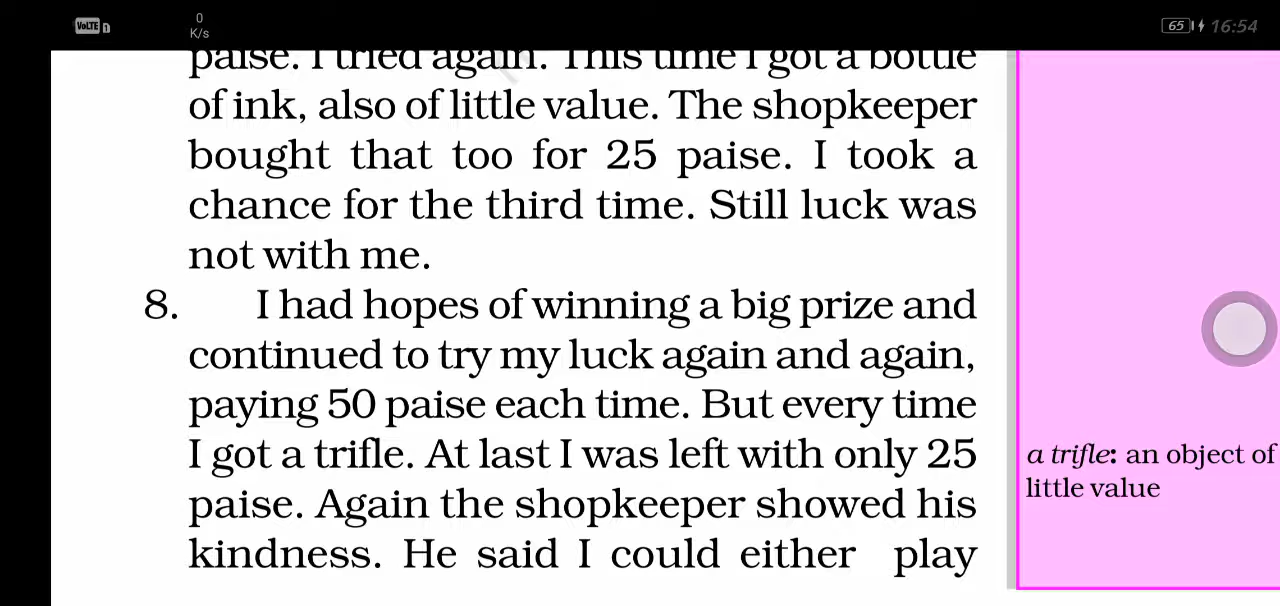 VoLTE 1
0
K/s
65
16:54
paise. I tried again. This time I got a bottle
of ink, also of little value. The shopkeeper
bought that too for 25 paise. I took a
chance for the third time. Still luck was
not with me.
8. I had hopes of winning a big prize and
continued to try my luck again and again,
paying 50 paise each time. But every time
I got a trifle. At last I was left with only 25
paise. Again the shopkeeper showed his
kindness. He said I could either play
a trifle: an object of
little value